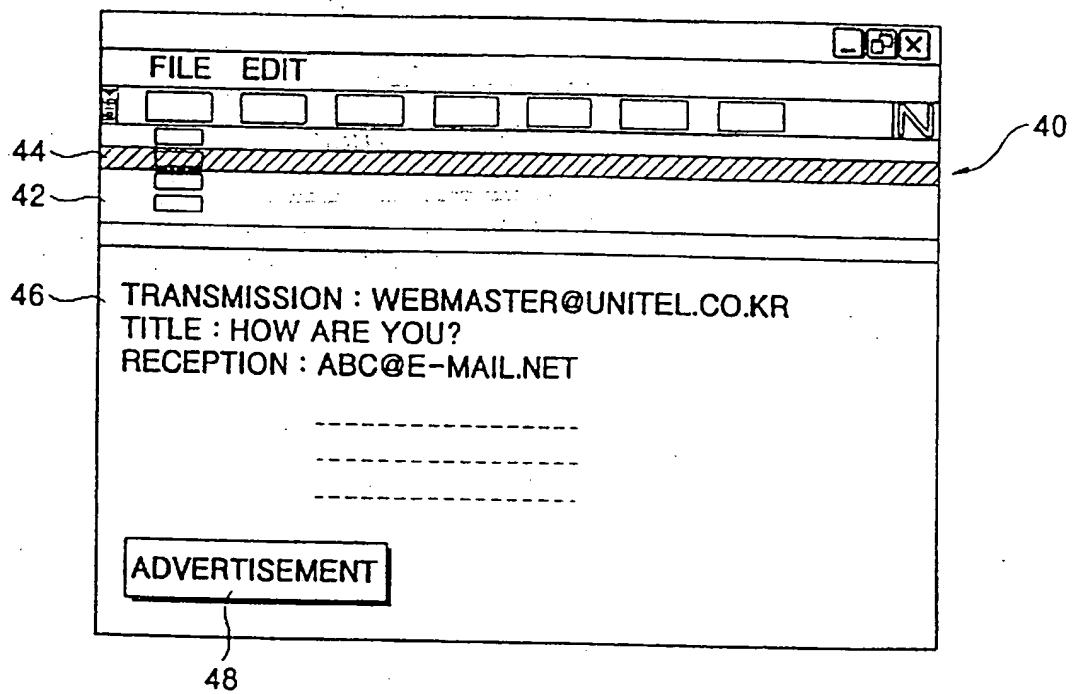 FILE EDIT
N
40
44
42
46
TRANSMISSION : WEBMASTER@UNITEL.CO.KR
TITLE : HOW ARE YOU?
RECEPTION : ABC@E-MAIL.NET
ADVERTISEMENT
48